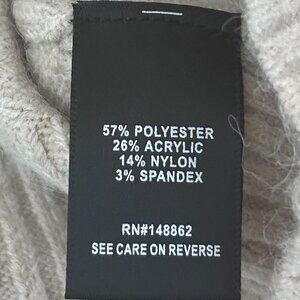 57% POLYESTER
26% ACRYLIC
14% NYLON
3% SPANDEX
RN#148862
SEE CARE ON REVERSE